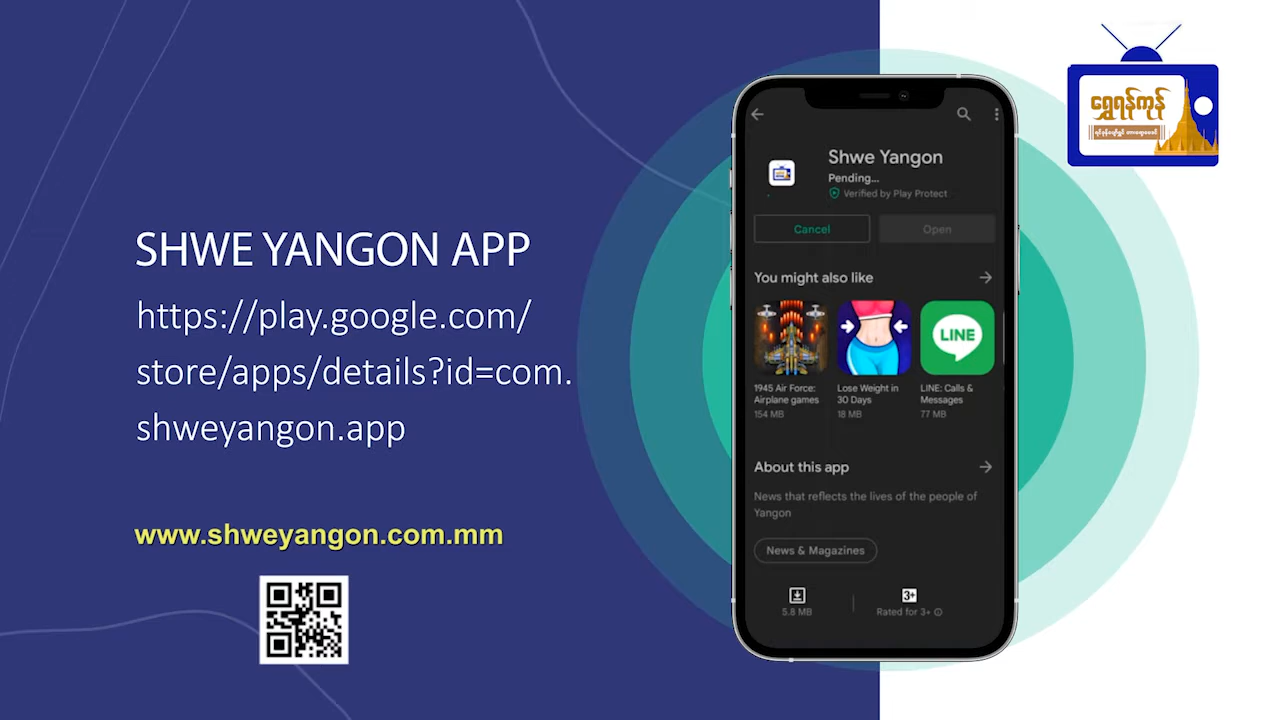 SHWE YANGON APP
https://play.google.com/
store/apps/details?id=com.
shweyangon.app
www.shweyangon.com.mm
Shwe Yangon
Pending...
Verified by Play Protect
Cancel
Open
You might also like
LINE
1945 Air Force: Airplane games
154 MB
Lose Weight in 30 Days
18 MB
LINE: Calls & Messages
77 MB
About this app
News that reflects the lives of the people of
Yangon
News & Magazines
5.8 MB
3+
Rated for 3+
ရွှေရန်ကုန်